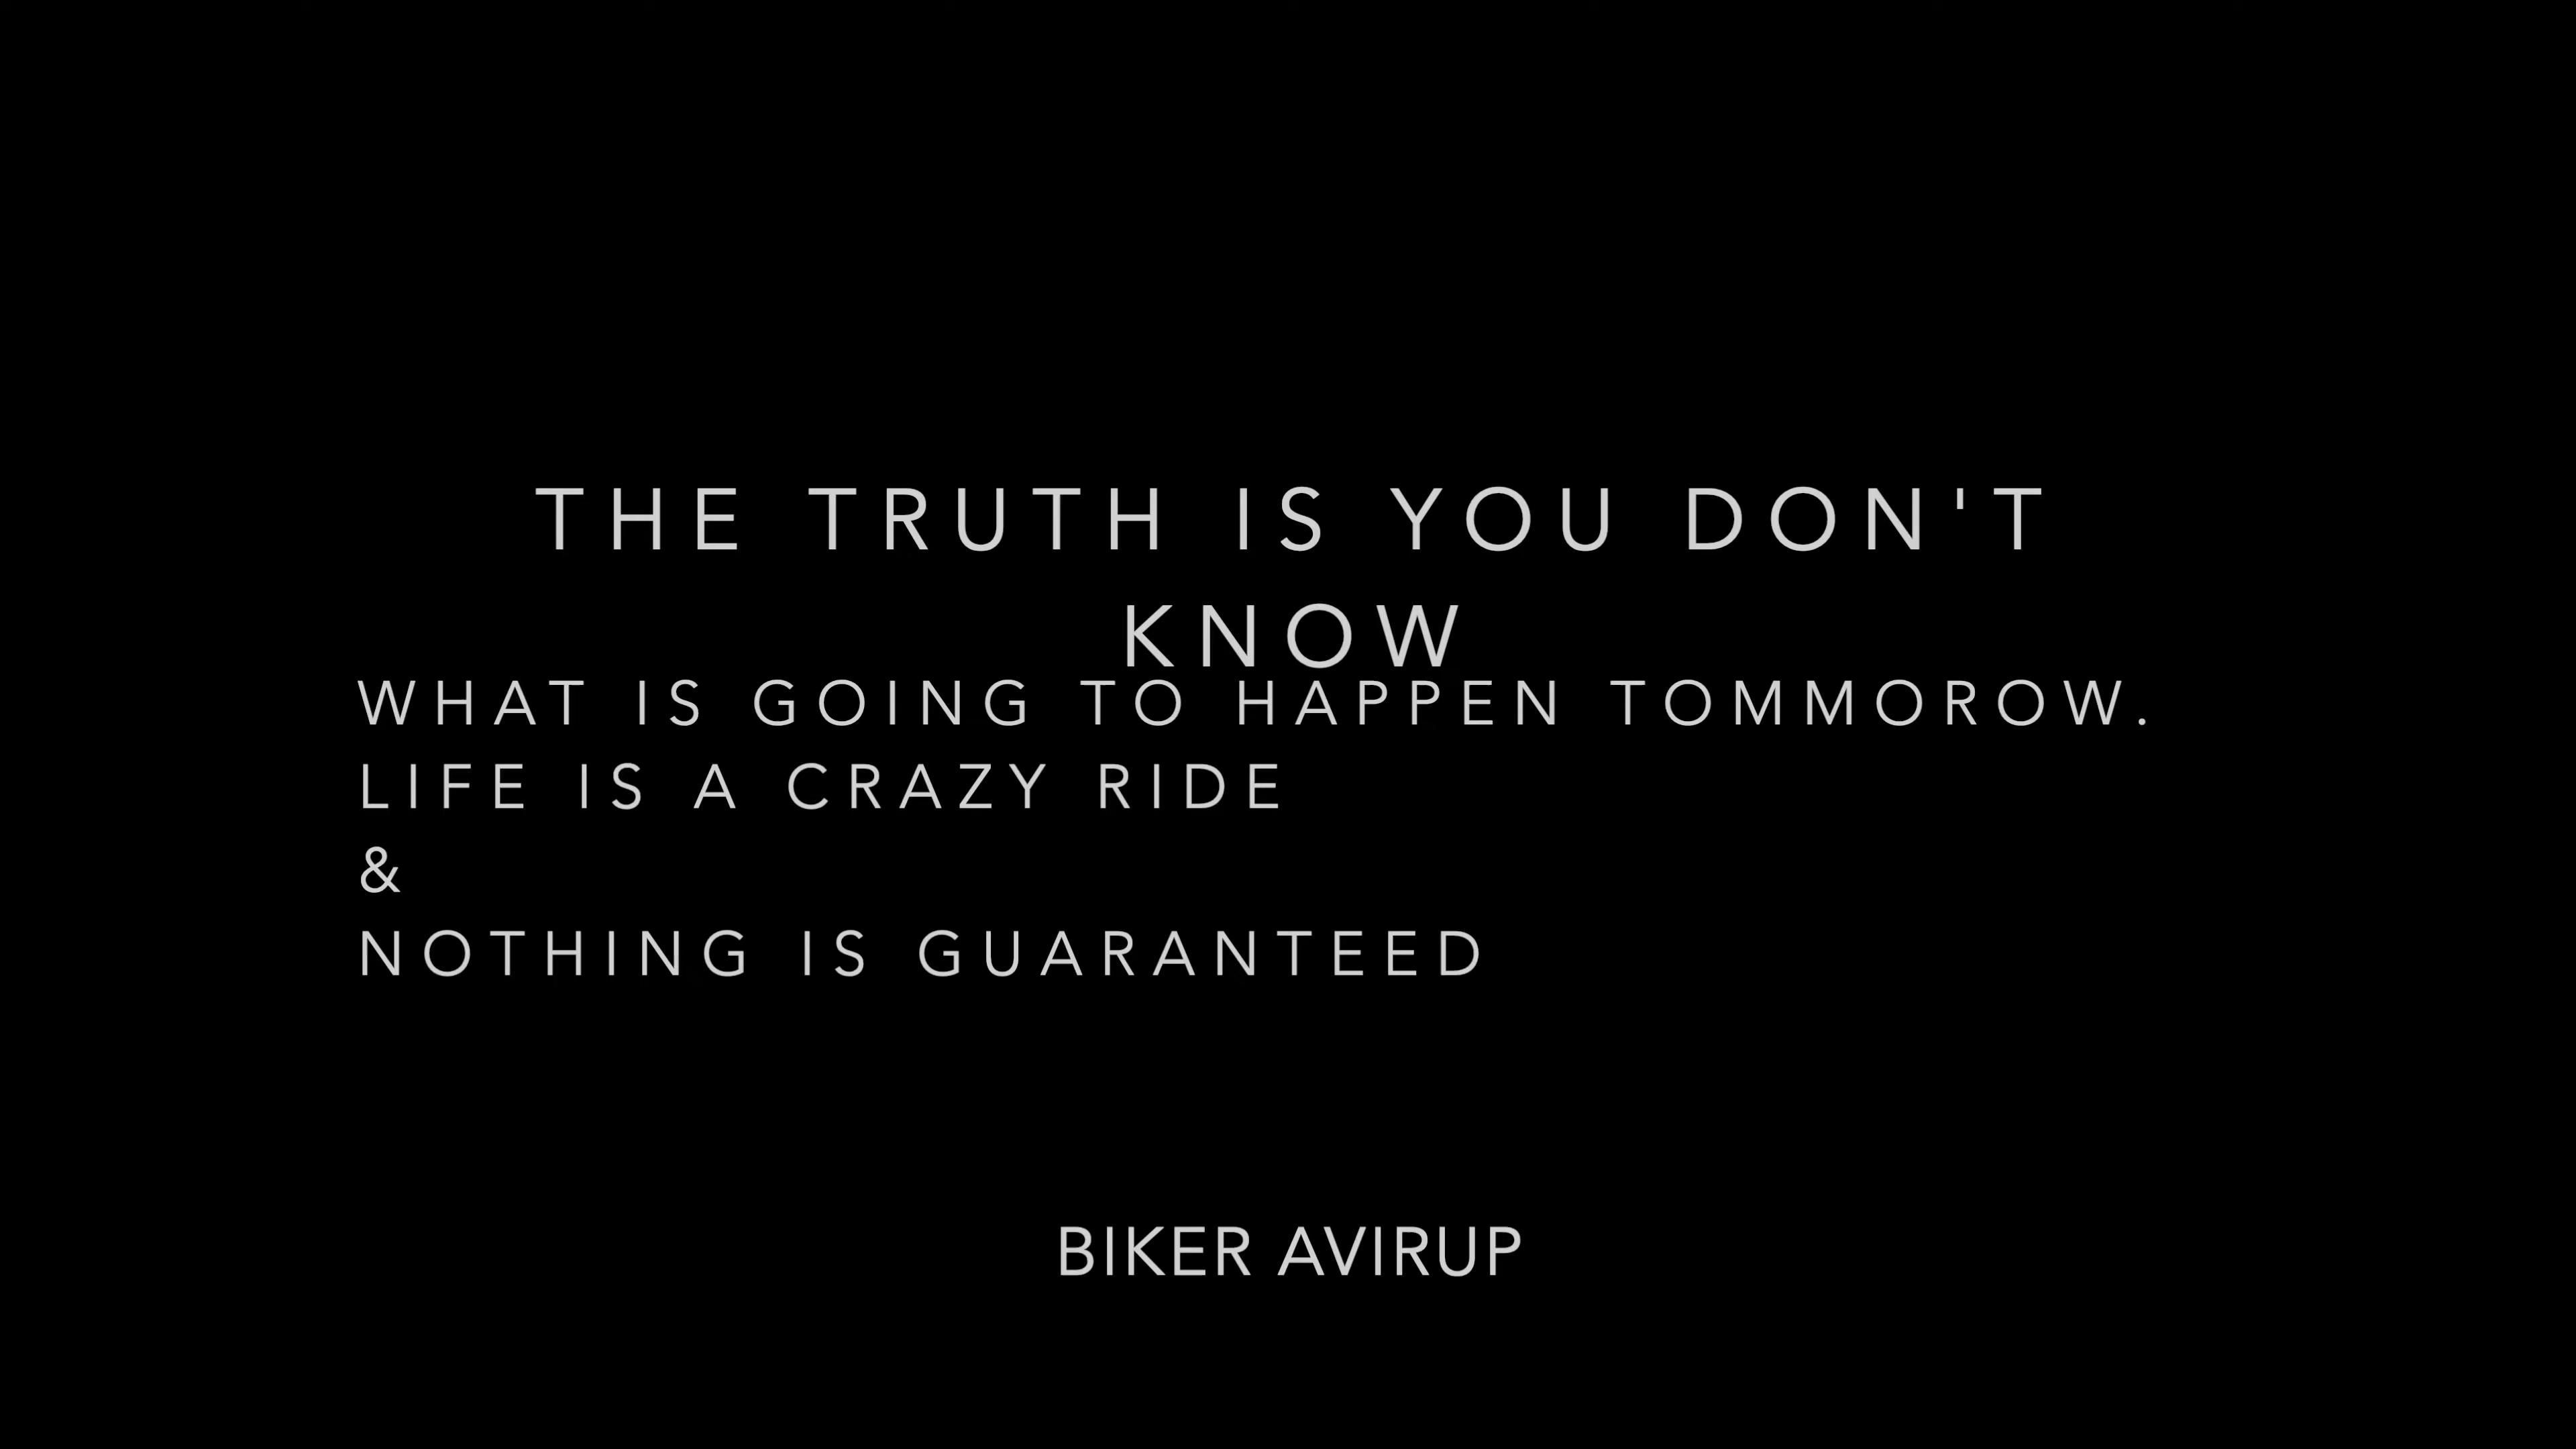 THE TRUTH IS YOU DON'T
KNOW
WHAT IS GOING TO HAPPEN TOMMOROW.
LIFE IS A CRAZY RIDE
&
NOTHING IS GUARANTEED
BIKER AVIRUP